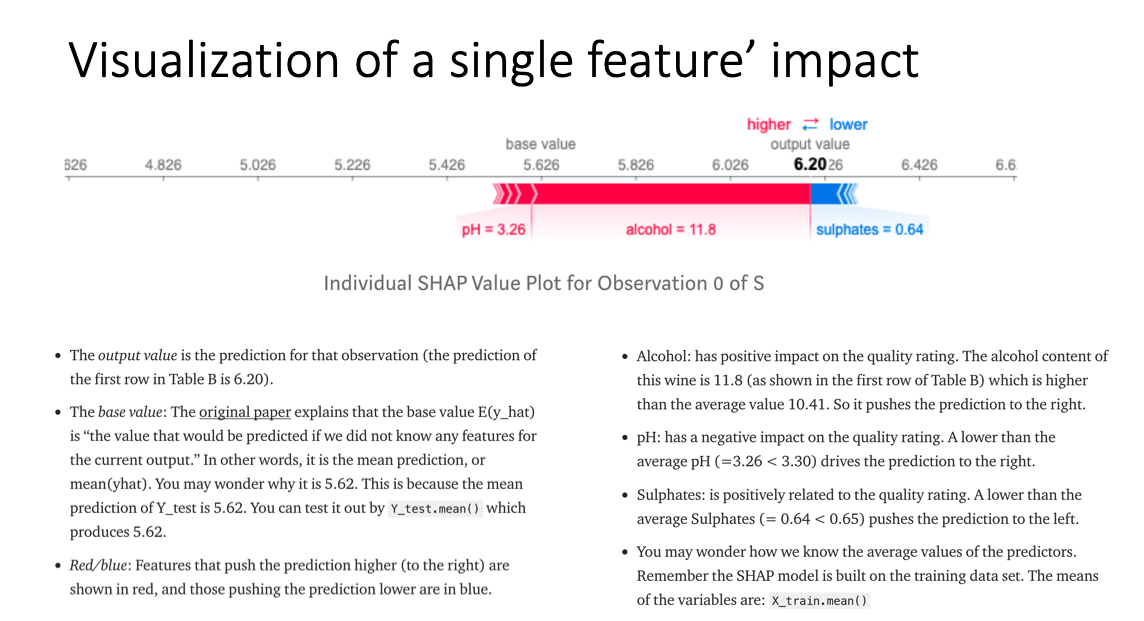 Visualization of a single feature’ impact
higher ⇄ lower
base value output value
626 4.826 5.026 5.226 5.426 5.626 5.826 6.026 6.2026 6.426 6.6
pH = 3.26 alcohol = 11.8 sulphates = 0.64
Individual SHAP Value Plot for Observation 0 of S
• The output value is the prediction for that observation (the prediction of
the first row in Table B is 6.20).
• The base value: The original paper explains that the base value E(y_hat)
is “the value that would be predicted if we did not know any features for
the current output.” In other words, it is the mean prediction, or
mean(yhat). You may wonder why it is 5.62. This is because the mean
prediction of Y_test is 5.62. You can test it out by Y_test.mean() which
produces 5.62.
• Red/blue: Features that push the prediction higher (to the right) are
shown in red, and those pushing the prediction lower are in blue.
• Alcohol: has positive impact on the quality rating. The alcohol content of
this wine is 11.8 (as shown in the first row of Table B) which is higher
than the average value 10.41. So it pushes the prediction to the right.
• pH: has a negative impact on the quality rating. A lower than the
average pH (=3.26 < 3.30) drives the prediction to the right.
• Sulphates: is positively related to the quality rating. A lower than the
average Sulphates (= 0.64 < 0.65) pushes the prediction to the left.
• You may wonder how we know the average values of the predictors.
Remember the SHAP model is built on the training data set. The means
of the variables are: X_train.mean()